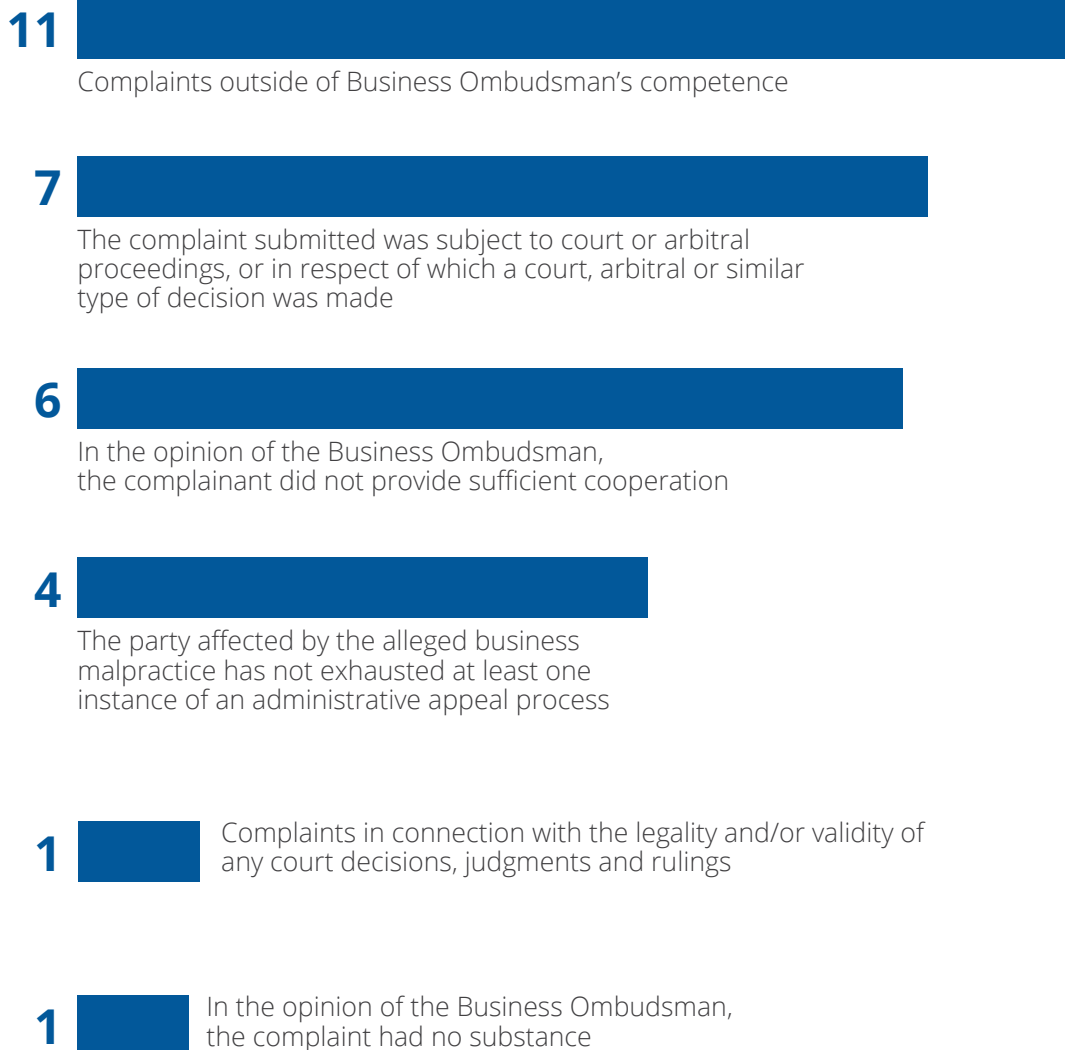 11
Complaints outside of Business Ombudsman’s competence
7
The complaint submitted was subject to court or arbitral
proceedings, or in respect of which a court, arbitral or similar
type of decision was made
6
In the opinion of the Business Ombudsman,
the complainant did not provide sufficient cooperation
4
The party affected by the alleged business
malpractice has not exhausted at least one
instance of an administrative appeal process
1
Complaints in connection with the legality and/or validity of
any court decisions, judgments and rulings
1
In the opinion of the Business Ombudsman,
the complaint had no substance